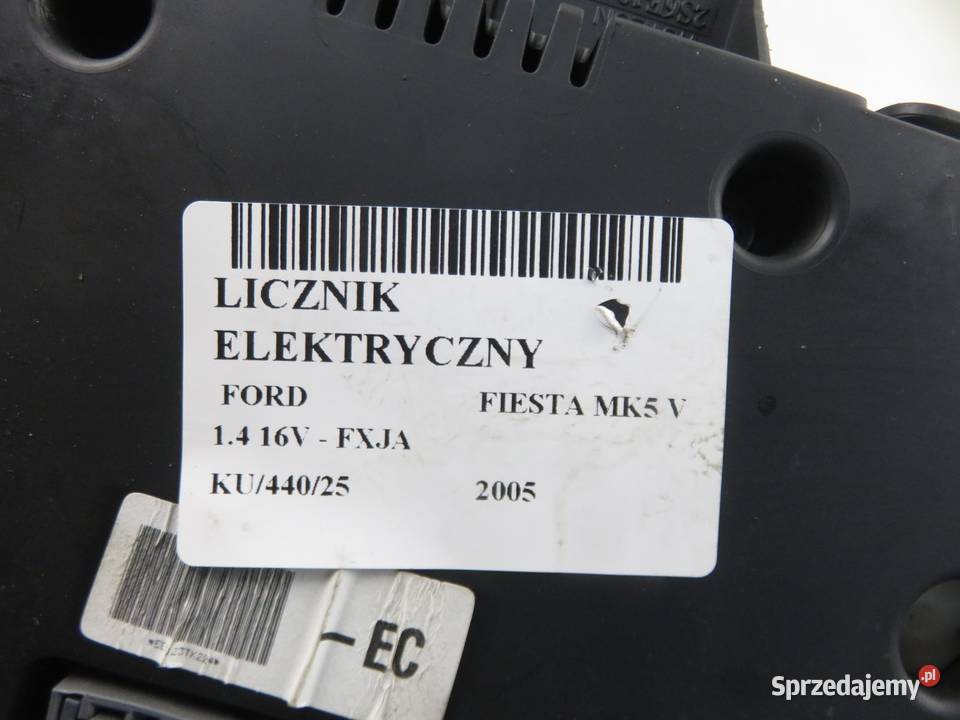 LICZNIK
ELEKTRYCZNY
FORD FIESTA MK5 V
1.4 16V - FXJA
KU/440/25 2005
-EC
Sprzedajemy.pl